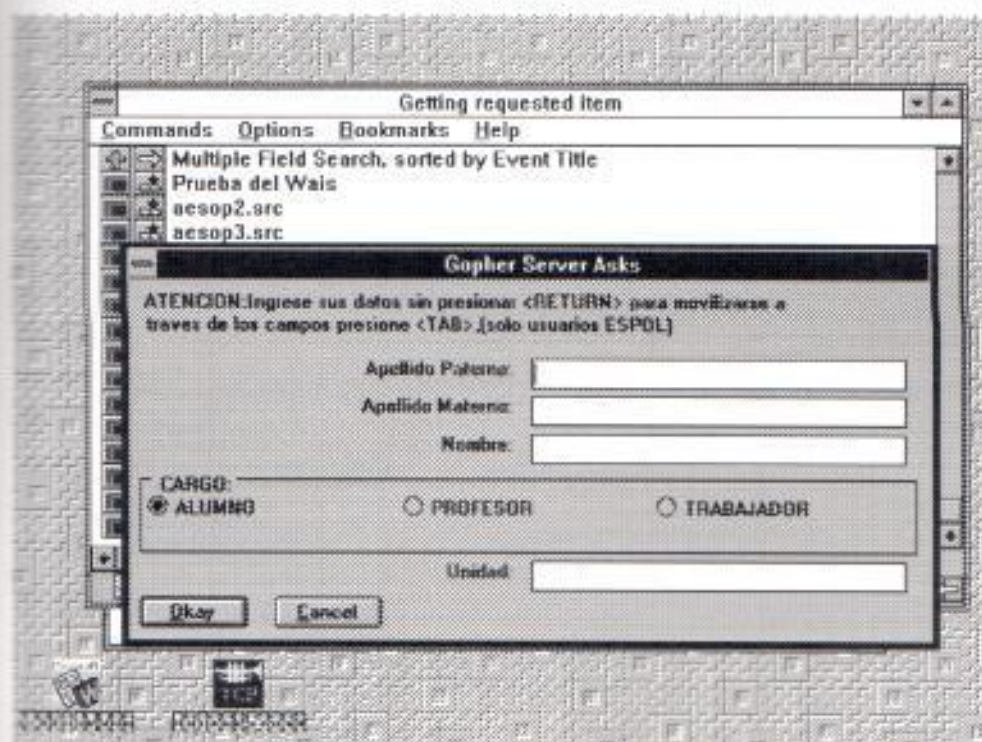 Getting requested item
Commands Options Bookmarks Help
Multiple Field Search, sorted by Event Title
Prueba del Wais
aesop2.src
aesop3.src
Gopher Server Asks
ATENCION:Ingrese sus datos sin presionar <RETURN> para movilizarse a
traves de los campos presione <TAB>.(solo usuarios ESPOL)
Apellido Paterno:
Apellido Materno:
Nombre:
CARGO:
ALUMNO PROFESOR TRABAJADOR
Unidad:
Okay Cancel
TCP